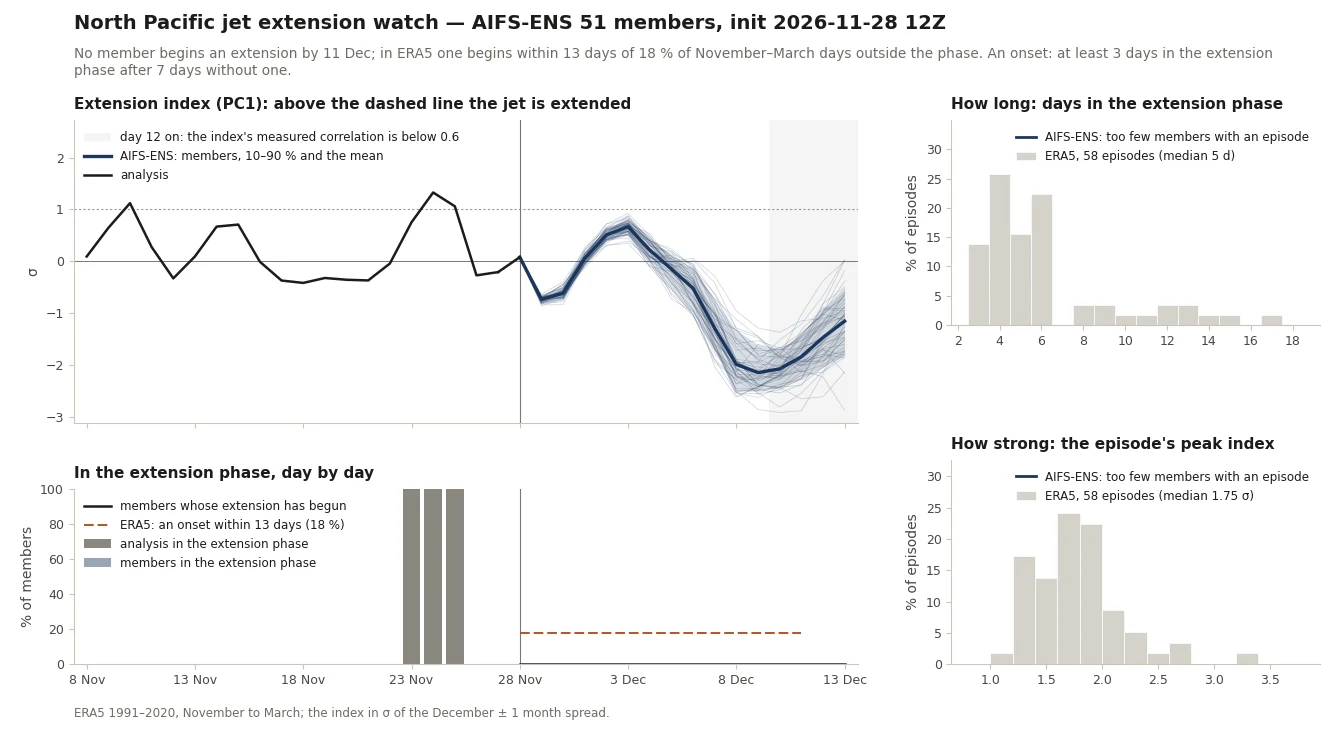 North Pacific jet extension watch — AIFS-ENS 51 members, init 2026-11-28 12Z
No member begins an extension by 11 Dec; in ERA5 one begins within 13 days of 18 % of November–March days outside the phase. An onset: at least 3 days in the extension
phase after 7 days without one.
Extension index (PC1): above the dashed line the jet is extended
day 12 on: the index's measured correlation is below 0.6
AIFS-ENS: members, 10–90 % and the mean
analysis
2
1
0
−1
−2
−3
σ
How long: days in the extension phase
AIFS-ENS: too few members with an episode
ERA5, 58 episodes (median 5 d)
30
25
20
15
10
5
0
% of episodes
2 4 6 8 10 12 14 16 18
In the extension phase, day by day
members whose extension has begun
ERA5: an onset within 13 days (18 %)
analysis in the extension phase
members in the extension phase
100
80
60
40
20
0
% of members
8 Nov 13 Nov 18 Nov 23 Nov 28 Nov 3 Dec 8 Dec 13 Dec
How strong: the episode's peak index
AIFS-ENS: too few members with an episode
ERA5, 58 episodes (median 1.75 σ)
30
25
20
15
10
5
0
% of episodes
1.0 1.5 2.0 2.5 3.0 3.5
ERA5 1991–2020, November to March; the index in σ of the December ± 1 month spread.